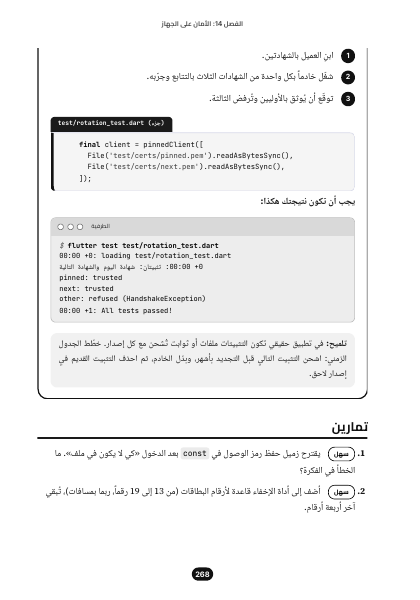 الفصل 14: الأمان على الجهاز
1 ابنِ العميل بالشهادتين.
2 شغّل خادماً بكل واحدة من الشهادات الثلاث بالتتابع وجرّبه.
3 توقّع أن يُوثق بالأوليين وتُرفض الثالثة.
test/rotation_test.dart (جزء)
final client = pinnedClient([
File('test/certs/pinned.pem').readAsBytesSync(),
File('test/certs/next.pem').readAsBytesSync(),
]);
يجب أن تكون نتيجتك هكذا:
الطرفية
$ flutter test test/rotation_test.dart
00:00 +0: loading test/rotation_test.dart
00:00 +0: تثبيتان: شهادة اليوم والشهادة التالية
pinned: trusted
next: trusted
other: refused (HandshakeException)
00:00 +1: All tests passed!
تلميح: في تطبيق حقيقي تكون التثبيتات ملفات أو ثوابت تُشحن مع كل إصدار. خطّط الجدول
الزمني: اشحن التثبيت التالي قبل التجديد بأشهر، وبدّل الخادم، ثم احذف التثبيت القديم في
إصدار لاحق.
تمارين
1. سهل يقترح زميل حفظ رمز الوصول في const بعد الدخول «كي لا يكون في ملف». ما
الخطأ في الفكرة؟
2. سهل أضف إلى أداة الإخفاء قاعدة لأرقام البطاقات (من 13 إلى 19 رقماً، ربما بمسافات)، تُبقي
آخر أربعة أرقام.
268